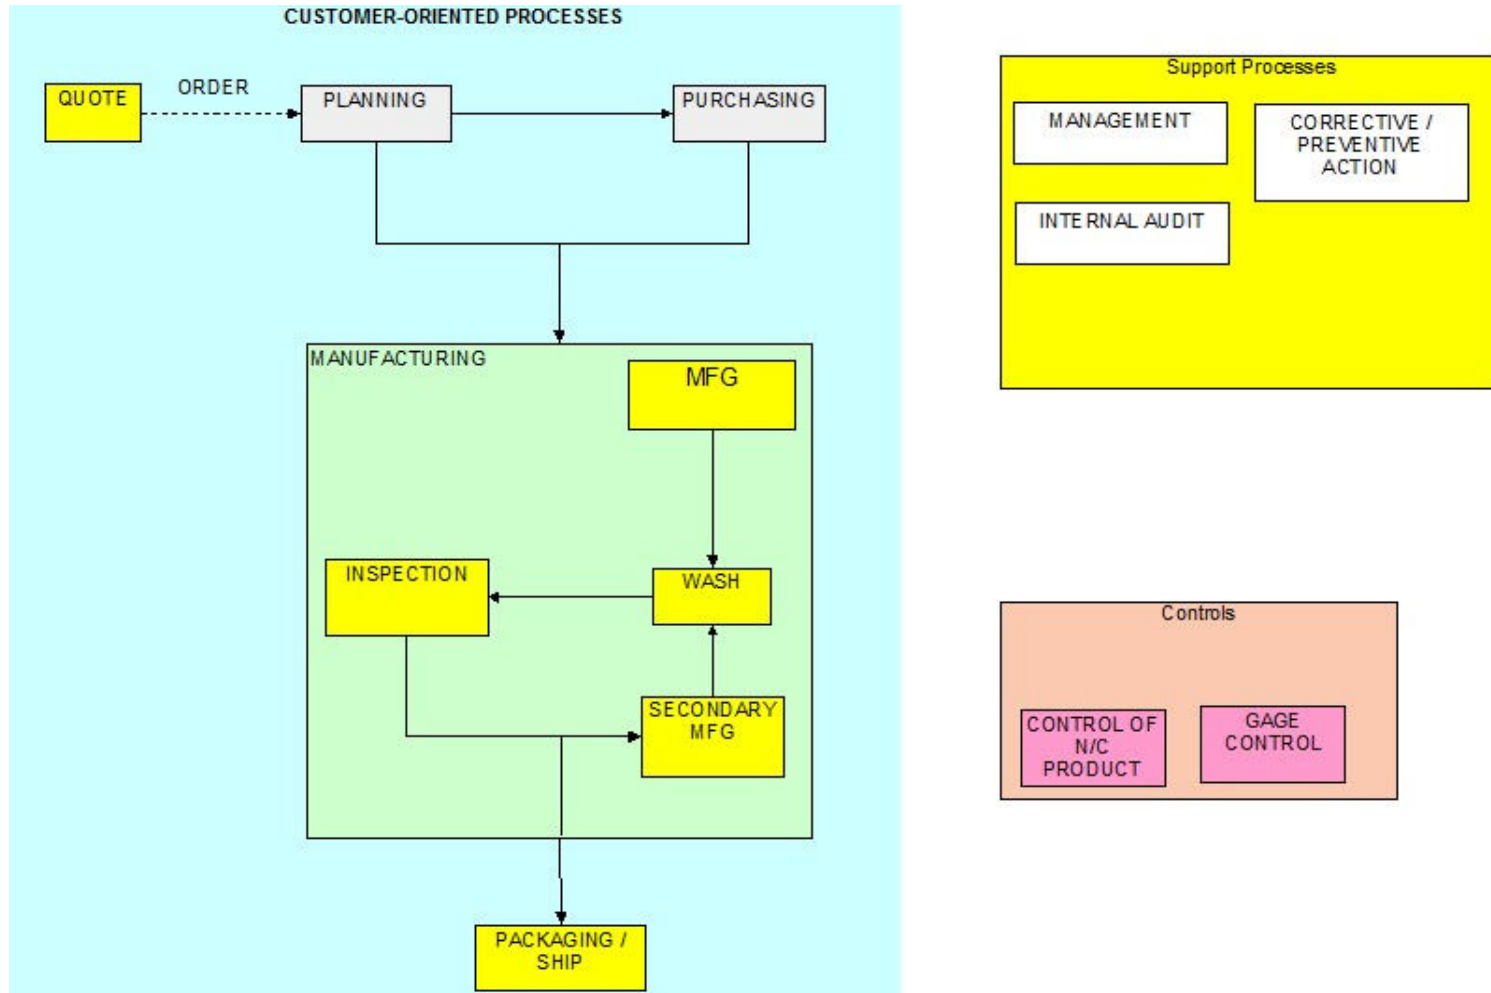 CUSTOMER-ORIENTED PROCESSES
QUOTE
ORDER
PLANNING
PURCHASING
MANUFACTURING
MFG
INSPECTION
WASH
SECONDARY
MFG
PACKAGING /
SHIP
Support Processes
MANAGEMENT
CORRECTIVE /
PREVENTIVE
ACTION
INTERNAL AUDIT
Controls
CONTROL OF
N/C
PRODUCT
GAGE
CONTROL